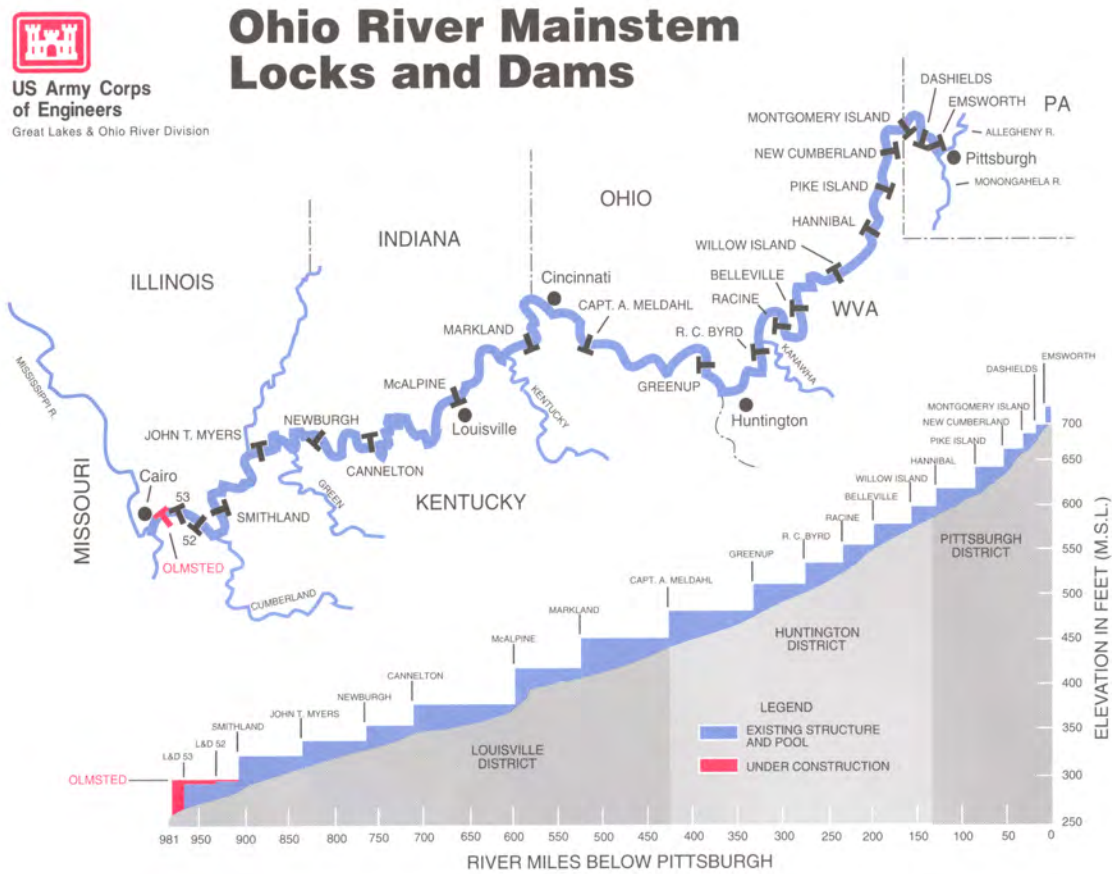 Ohio River Mainstem
Locks and Dams
US Army Corps
of Engineers
Great Lakes & Ohio River Division
DASHIELDS
EMSWORTH
PA
MONTGOMERY ISLAND
ALLEGHENY R.
NEW CUMBERLAND
Pittsburgh
PIKE ISLAND
MONONGAHELA R.
OHIO
HANNIBAL
INDIANA
WILLOW ISLAND
ILLINOIS
Cincinnati
BELLEVILLE
CAPT. A. MELDAHL
RACINE
WVA
MARKLAND
R. C. BYRD
KANAWHA
MISSISSIPPI R.
McALPINE
GREENUP
KENTUCKY
Huntington
JOHN T. MYERS
NEWBURGH
Louisville
CANNELTON
MISSOURI
Cairo
53
GREEN
KENTUCKY
52
SMITHLAND
OLMSTED
CUMBERLAND
EMSWORTH
DASHIELDS
MONTGOMERY ISLAND
NEW CUMBERLAND
PIKE ISLAND
HANNIBAL
WILLOW ISLAND
BELLEVILLE
RACINE
R. C. BYRD
GREENUP
CAPT. A. MELDAHL
MARKLAND
McALPINE
CANNELTON
NEWBURGH
JOHN T. MYERS
SMITHLAND
L&D 52
L&D 53
OLMSTED
PITTSBURGH
DISTRICT
HUNTINGTON
DISTRICT
LOUISVILLE
DISTRICT
LEGEND
EXISTING STRUCTURE
AND POOL
UNDER CONSTRUCTION
700
650
600
550
500
450
400
350
300
250
ELEVATION IN FEET (M.S.L.)
981 950 900 850 800 750 700 650 600 550 500 450 400 350 300 250 200 150 100 50 0
RIVER MILES BELOW PITTSBURGH